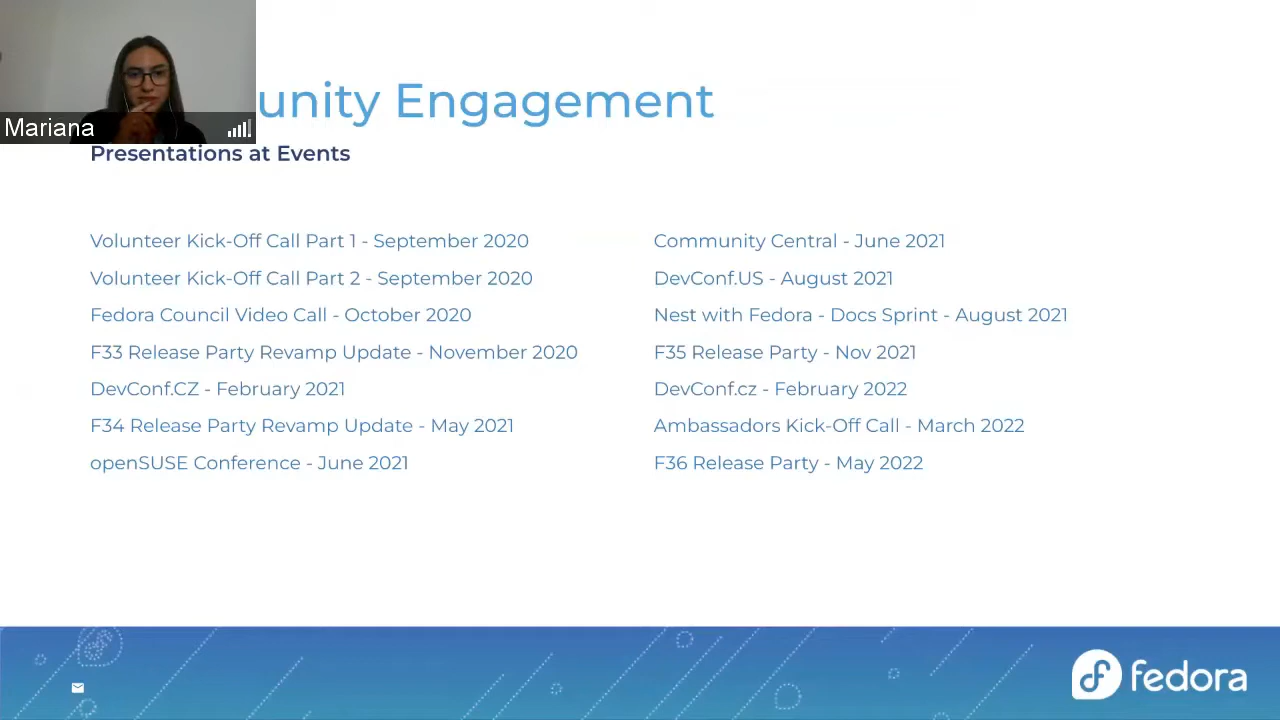 Mariana
unity Engagement
Presentations at Events
Volunteer Kick-Off Call Part 1 - September 2020
Volunteer Kick-Off Call Part 2 - September 2020
Fedora Council Video Call - October 2020
F33 Release Party Revamp Update - November 2020
DevConf.CZ - February 2021
F34 Release Party Revamp Update - May 2021
openSUSE Conference - June 2021
Community Central - June 2021
DevConf.US - August 2021
Nest with Fedora - Docs Sprint - August 2021
F35 Release Party - Nov 2021
DevConf.cz - February 2022
Ambassadors Kick-Off Call - March 2022
F36 Release Party - May 2022
fedora